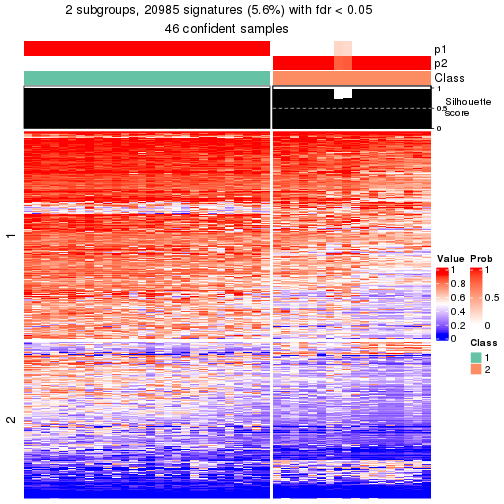 2 subgroups, 20985 signatures (5.6%) with fdr < 0.05
46 confident samples
p1
p2
Class
1
0.5
0
Silhouette
score
1
2
Value
1
0.8
0.6
0.4
0.2
0
Prob
1
0.5
0
Class
1
2